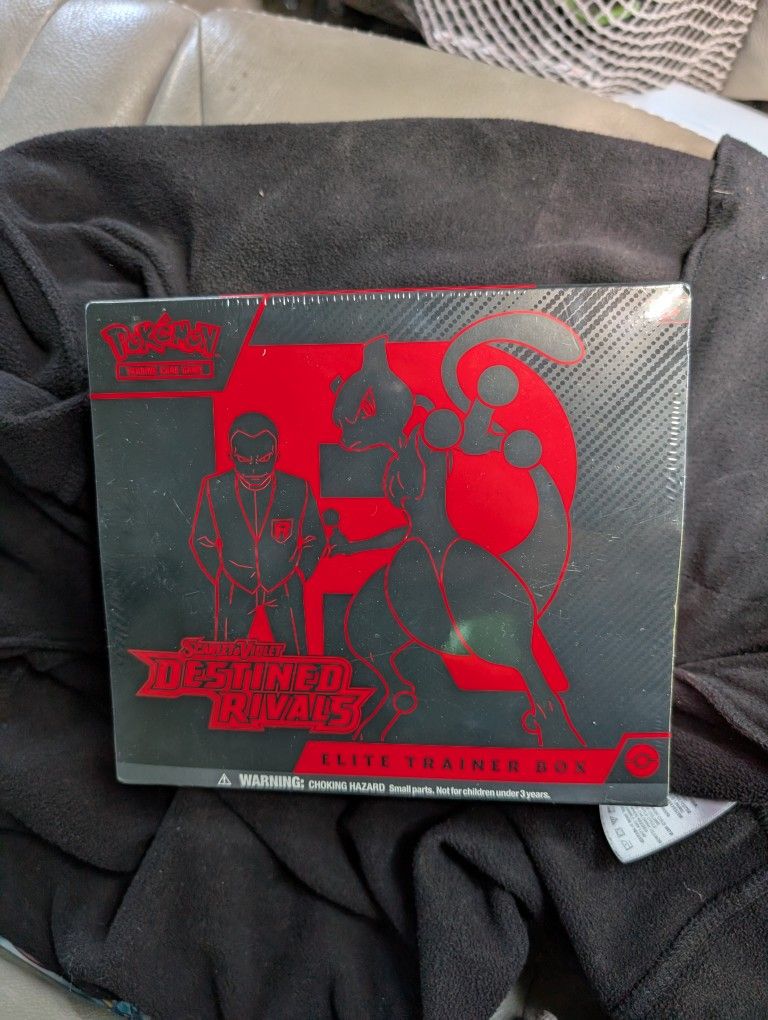 POKéMON
TRADING CARD GAME
R
SCARLET & VIOLET
DESTINED
RIVALS
ELITE TRAINER BOX
⚠ WARNING: CHOKING HAZARD Small parts. Not for children under 3 years.